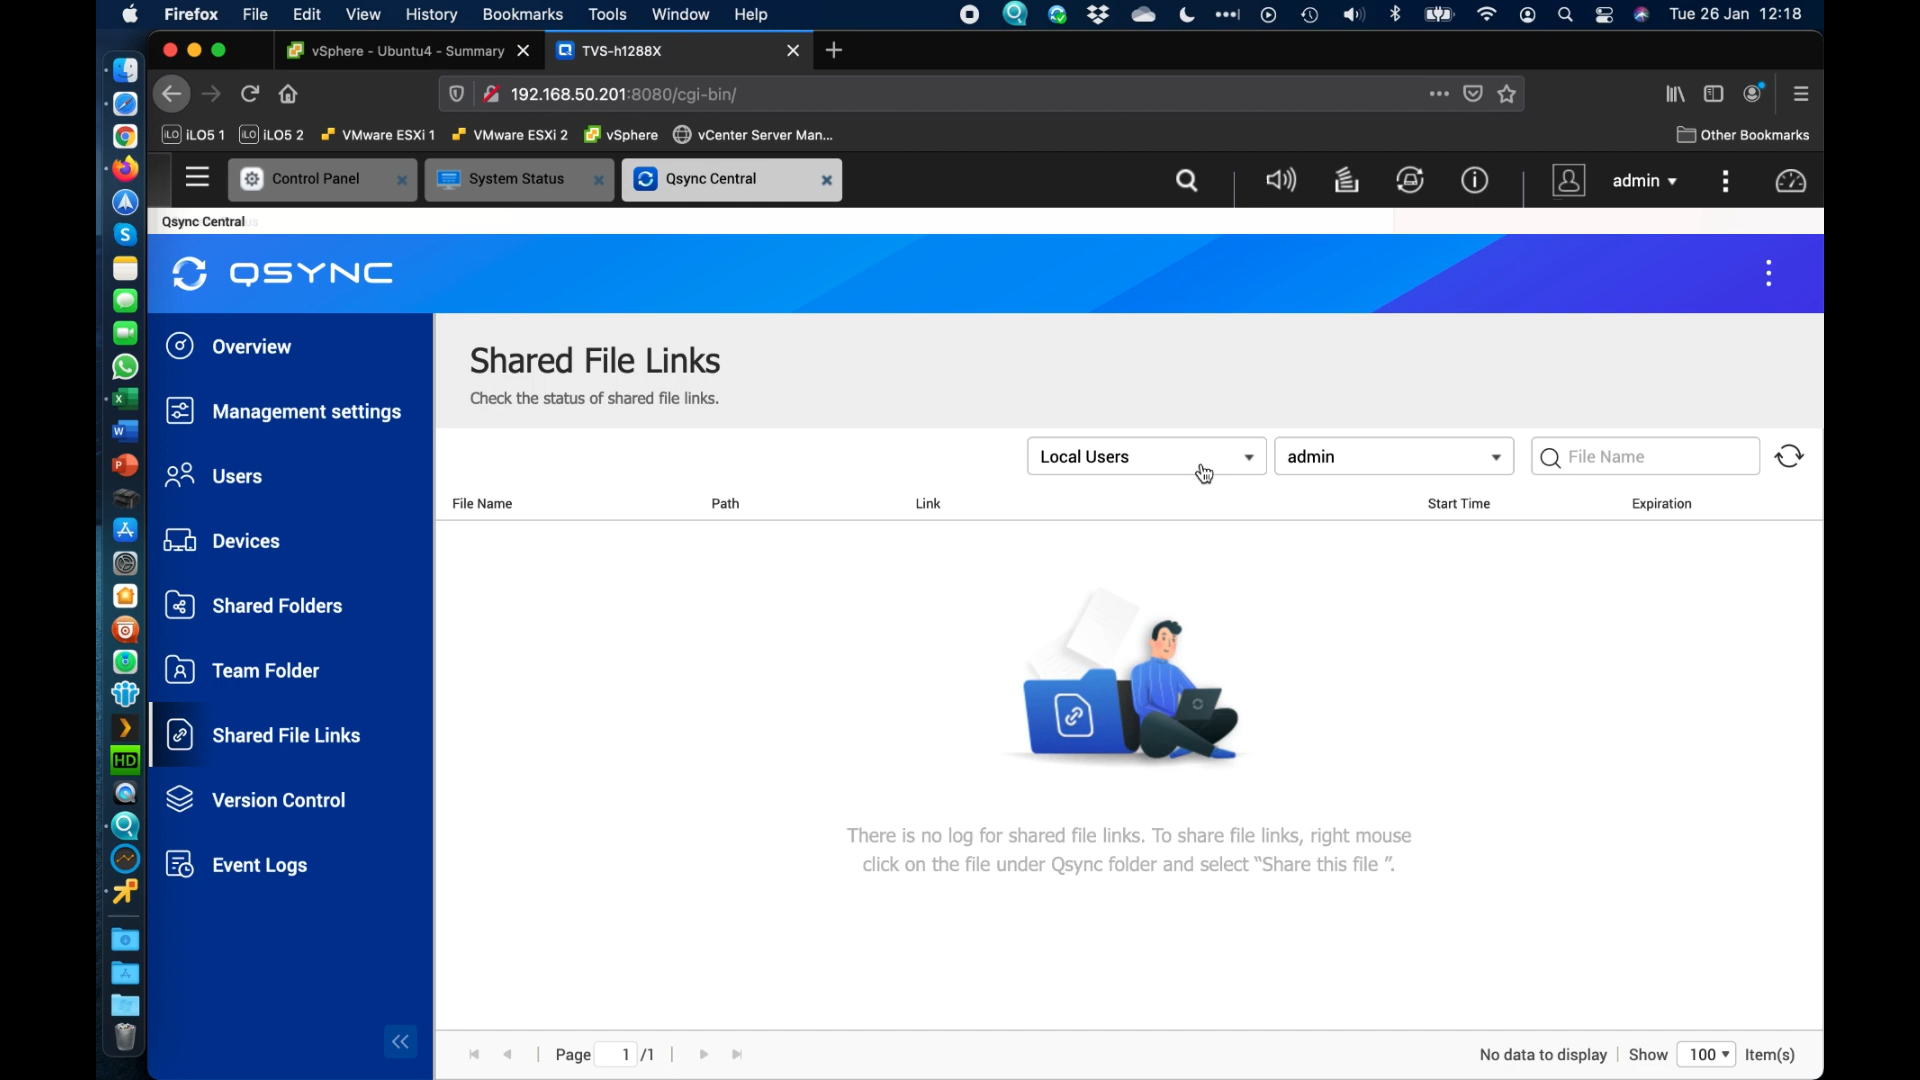 Firefox File Edit View History Bookmarks Tools Window Help Tue 26 Jan 12:18
vSphere - Ubuntu4 - Summary TVS-h1288X
192.168.50.201:8080/cgi-bin/
iLO iLO5 1 iLO iLO5 2 VMware ESXi 1 VMware ESXi 2 vSphere vCenter Server Man... Other Bookmarks
Control Panel System Status Qsync Central admin
Qsync Central
QSYNC
Overview
Management settings
Users
Devices
Shared Folders
Team Folder
Shared File Links
Version Control
Event Logs
Shared File Links
Check the status of shared file links.
Local Users admin File Name
File Name Path Link Start Time Expiration
There is no log for shared file links. To share file links, right mouse
click on the file under Qsync folder and select "Share this file ".
Page 1 /1 No data to display Show 100 Item(s)
S
X
W
P
HD